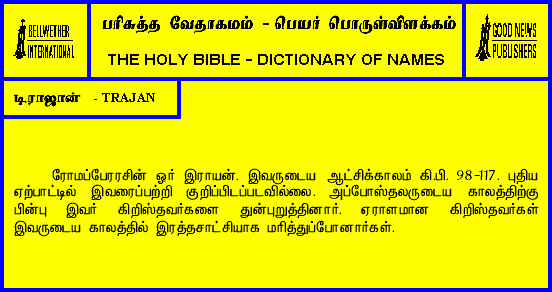 BELLWETHER
INTERNATIONAL
பரிசுத்த வேதாகமம் - பெயர் பொருள்விளக்கம்
THE HOLY BIBLE - DICTIONARY OF NAMES
GOOD NEWS
PUBLISHERS
டிராஜான் - TRAJAN
ரோமப்பேரரசின் ஓர் இராயன். இவருடைய ஆட்சிக்காலம் கி.பி. 98-117. புதிய
ஏற்பாட்டில் இவரைப்பற்றி குறிப்பிடப்படவில்லை. அப்போஸ்தலருடைய காலத்திற்கு
பின்பு இவர் கிறிஸ்தவர்களை துன்புறுத்தினார். ஏராளமான கிறிஸ்தவர்கள்
இவருடைய காலத்தில் இரத்தசாட்சியாக மரித்துப்போனார்கள்.